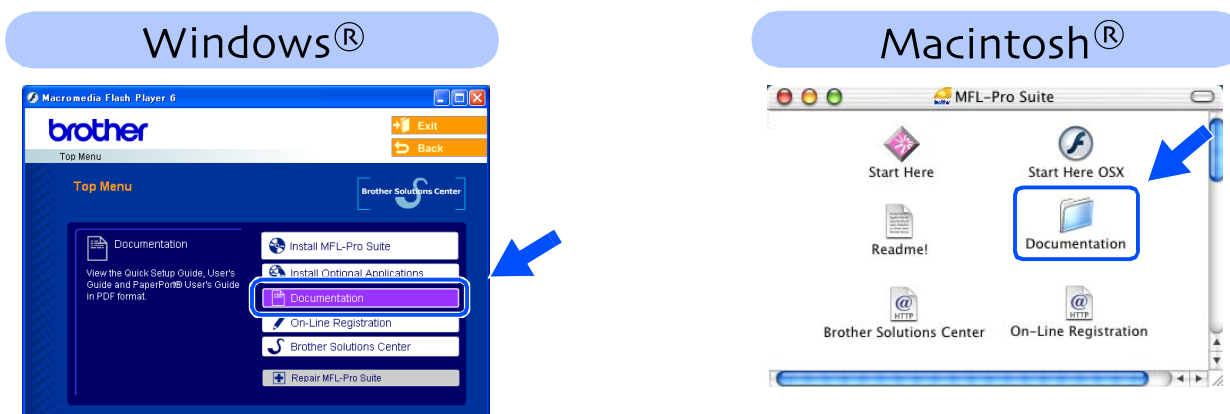 Windows®
Macromedia Flash Player 6
brother
Exit
Back
Top Menu
Top Menu
Brother Solutions Center
Documentation
View the Quick Setup Guide, User's
Guide and PaperPort® User's Guide
in PDF format.
Install MFL-Pro Suite
Install Optional Applications
Documentation
On-Line Registration
Brother Solutions Center
Repair MFL-Pro Suite
Macintosh®
MFL-Pro Suite
Start Here
Start Here OSX
Readme!
Documentation
@
HTTP
@
HTTP
Brother Solutions Center
On-Line Registration